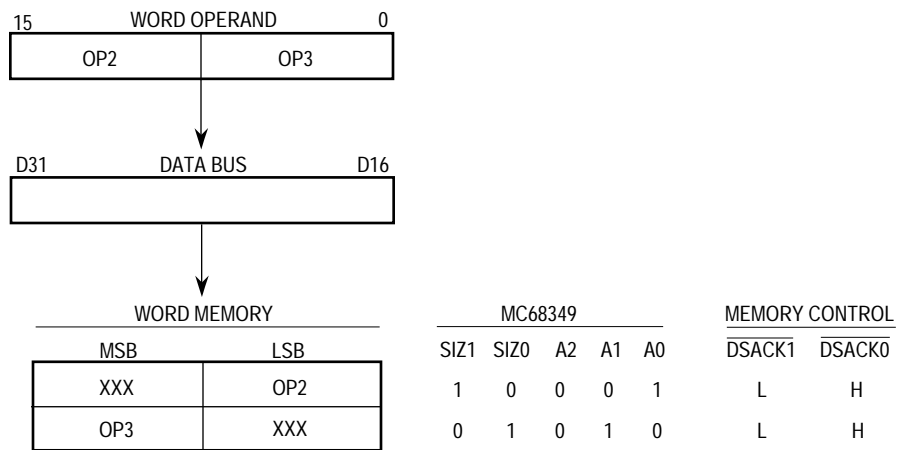 15 WORD OPERAND 0
OP2 OP3
D31 DATA BUS D16
WORD MEMORY MC68349 MEMORY CONTROL
MSB LSB SIZ1 SIZ0 A2 A1 A0 DSACK1 DSACK0
XXX OP2 1 0 0 0 1 L H
OP3 XXX 0 1 0 1 0 L H